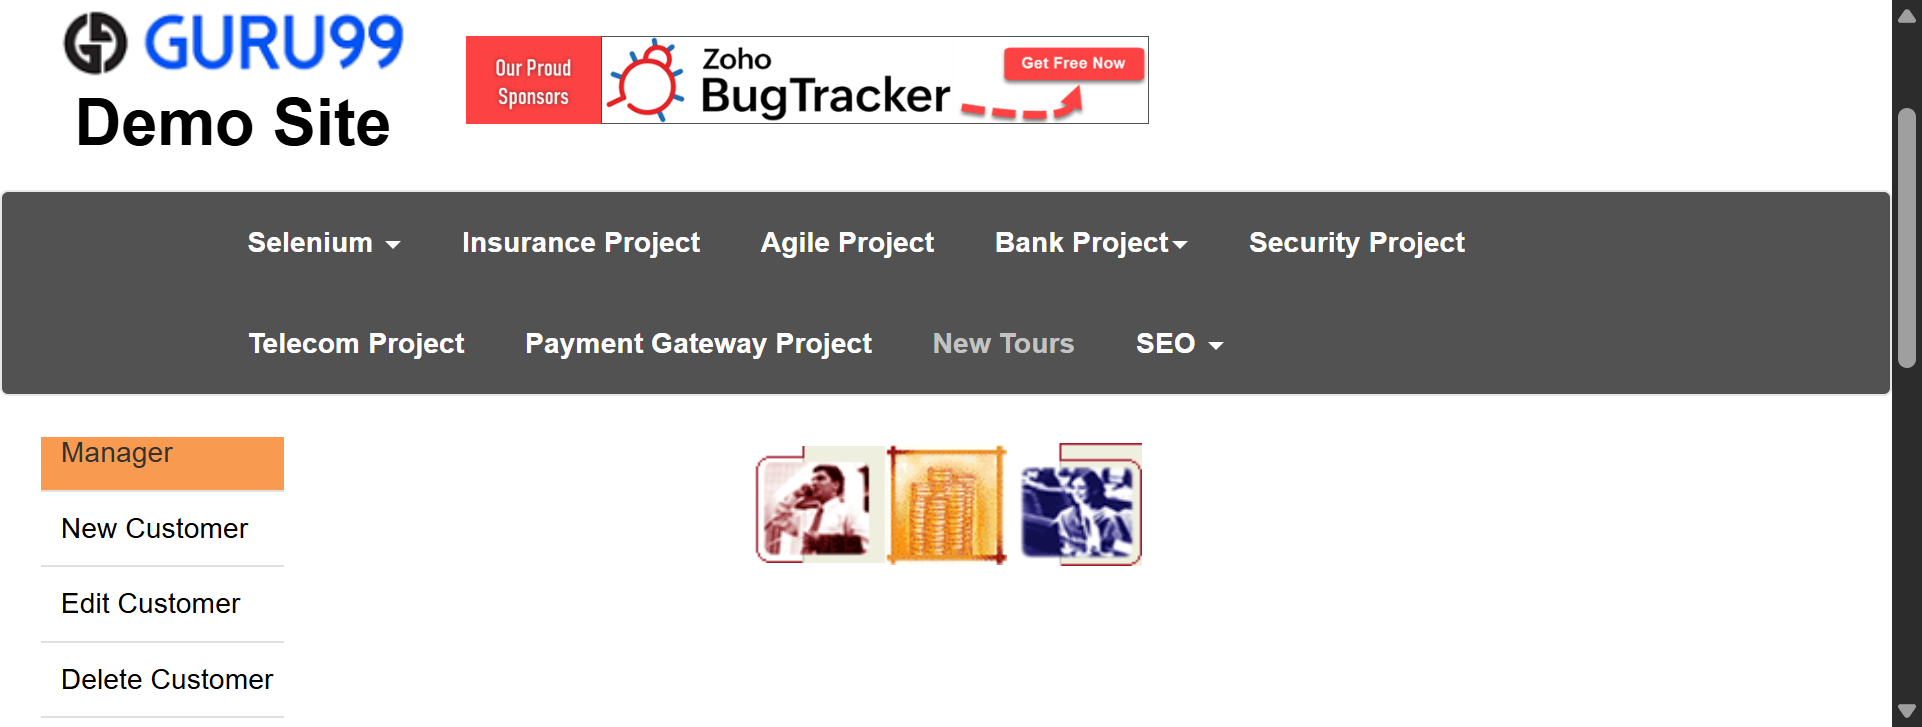 GURU99
Demo Site
Our Proud
Sponsors
Zoho
BugTracker
Get Free Now
Selenium
Insurance Project
Agile Project
Bank Project
Security Project
Telecom Project
Payment Gateway Project
New Tours
SEO
Manager
New Customer
Edit Customer
Delete Customer